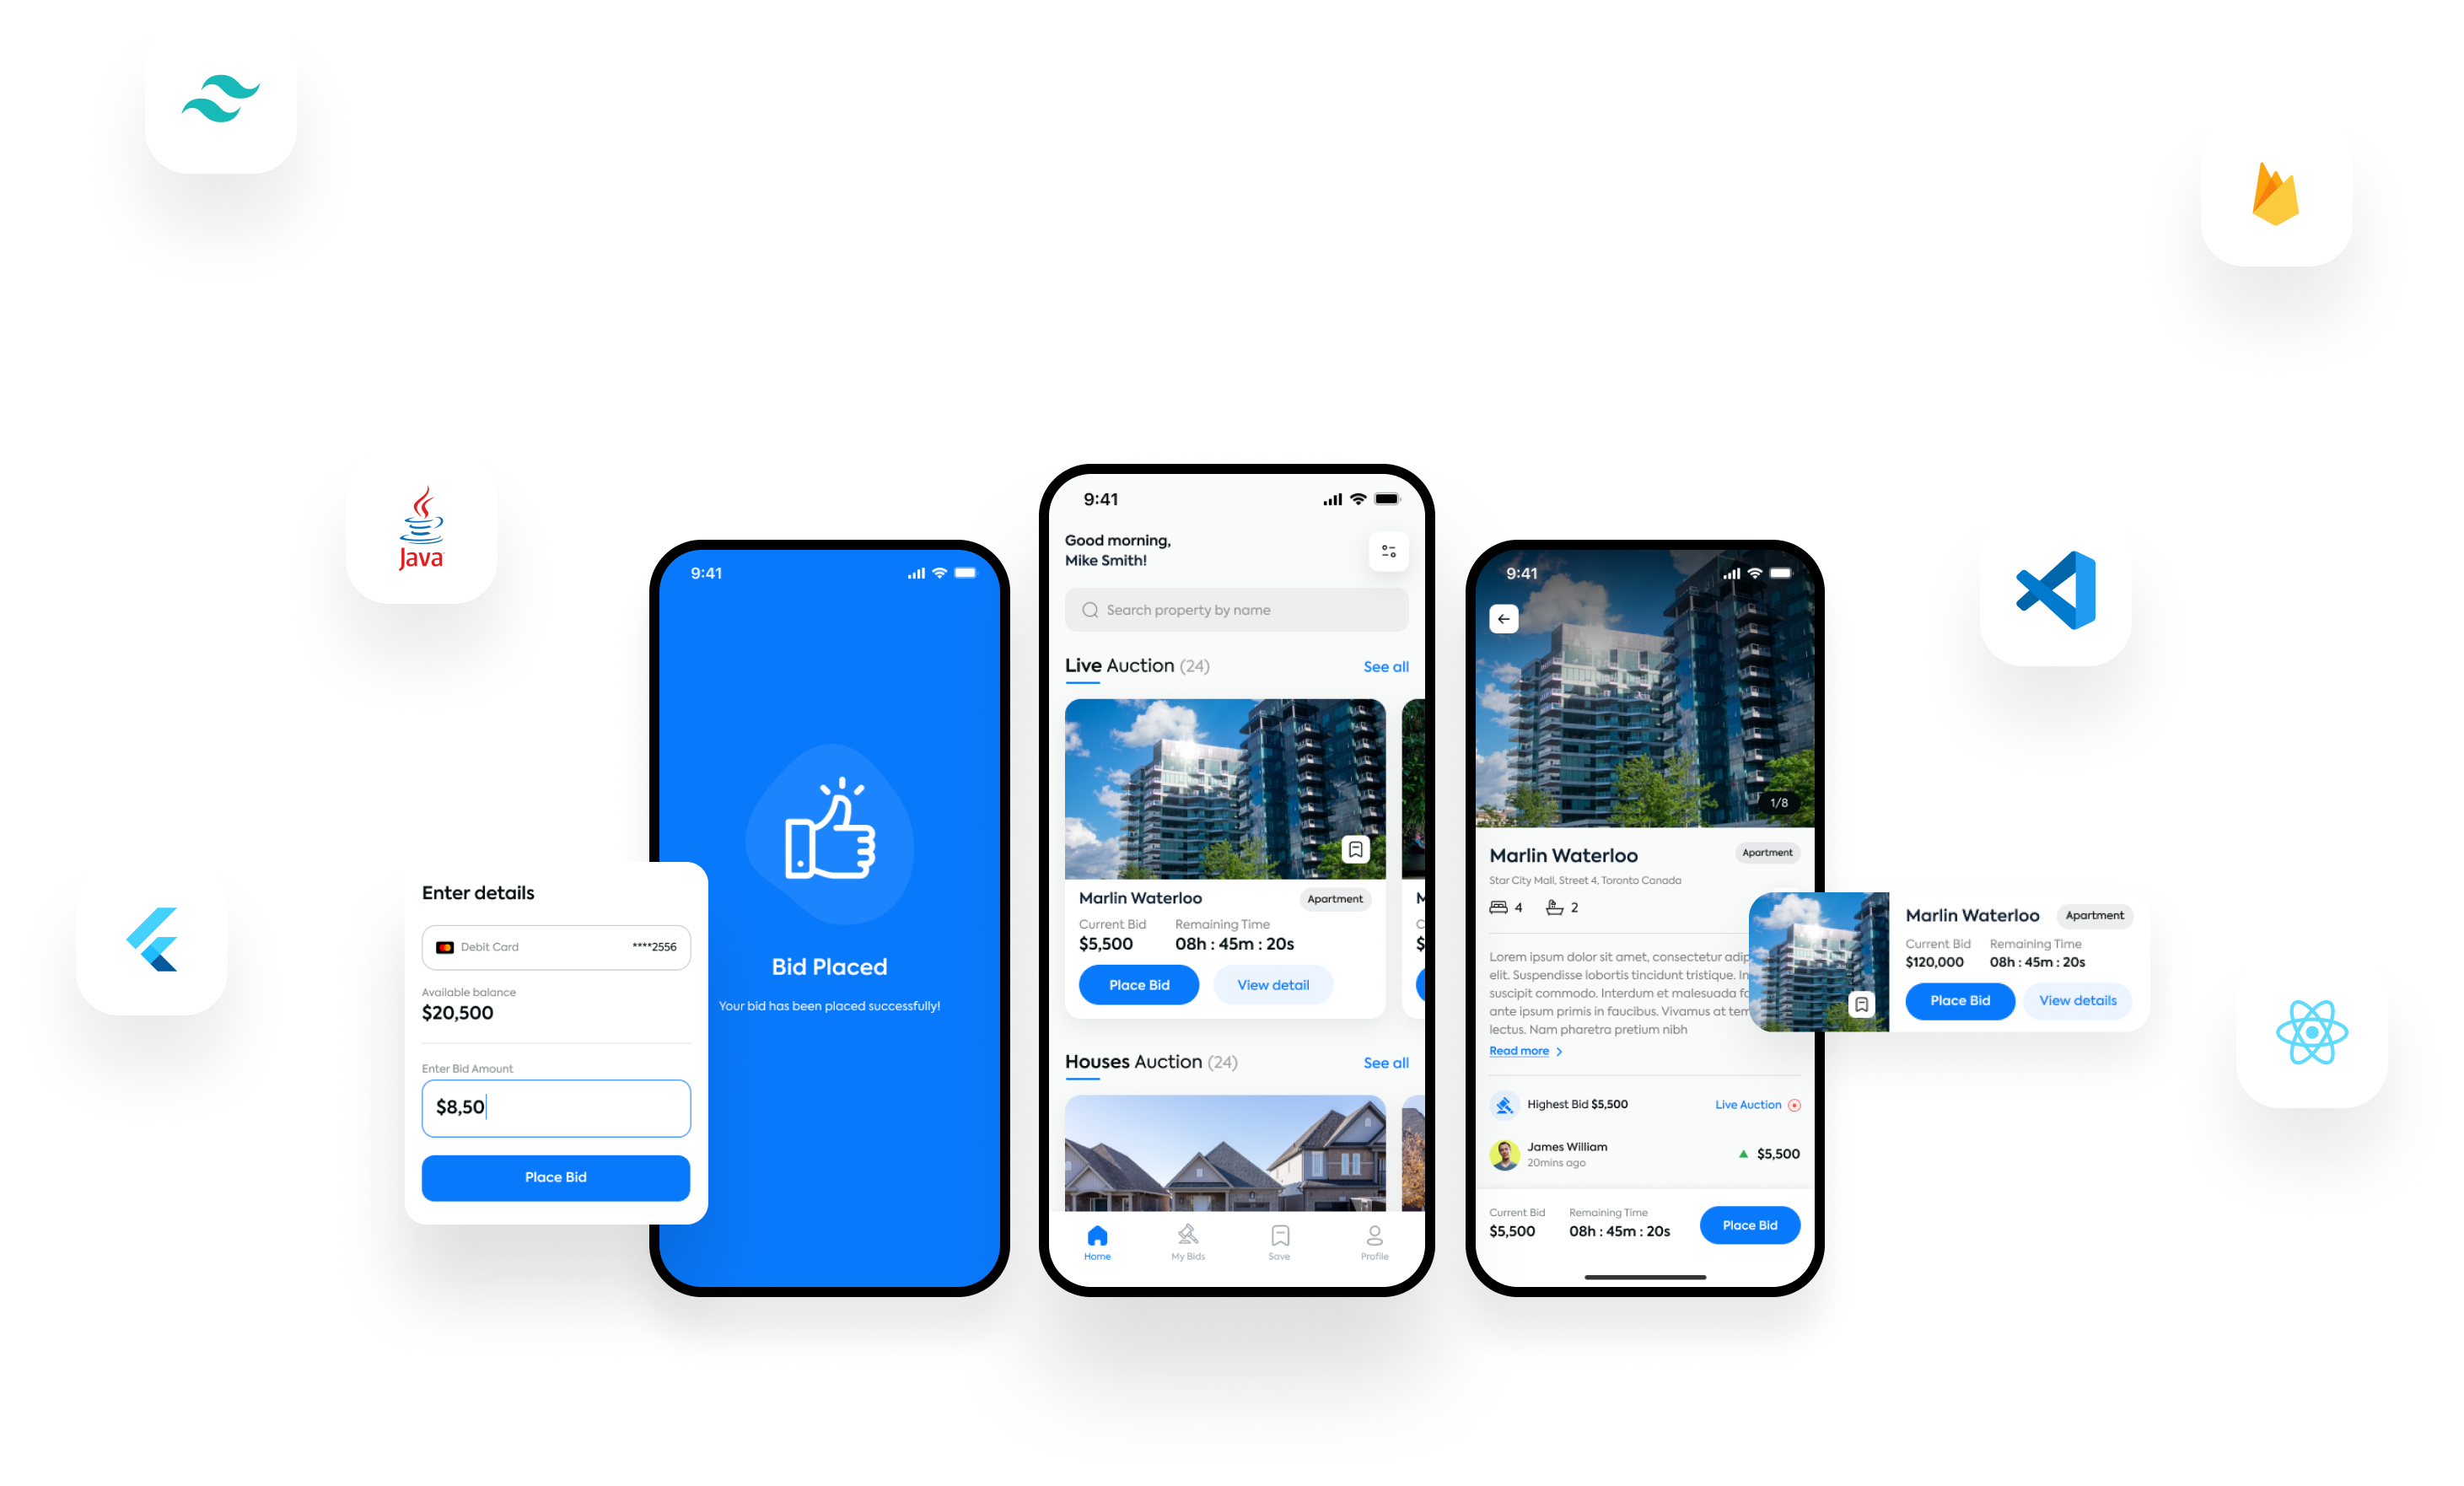 Java
Enter details
Debit Card ****2556
Available balance
$20,500
Enter Bid Amount
$8,50
Place Bid
9:41
Bid Placed
Your bid has been placed successfully!
9:41
Good morning,
Mike Smith!
Search property by name
Live Auction (24) See all
Marlin Waterloo Apartment
Current Bid Remaining Time
$5,500 08h : 45m : 20s
Place Bid View detail
M
C
$
Houses Auction (24) See all
Home My Bids Save Profile
9:41
1/8
Marlin Waterloo Apartment
Star City Mall, Street 4, Toronto Canada
4 2
Lorem ipsum dolor sit amet, consectetur adip
elit. Suspendisse lobortis tincidunt tristique. In
suscipit commodo. Interdum et malesuada fa
ante ipsum primis in faucibus. Vivamus at tem
lectus. Nam pharetra pretium nibh
Read more
Highest Bid $5,500 Live Auction
James William
20mins ago
$5,500
Current Bid Remaining Time
$5,500 08h : 45m : 20s
Place Bid
Marlin Waterloo Apartment
Current Bid Remaining Time
$120,000 08h : 45m : 20s
Place Bid View details